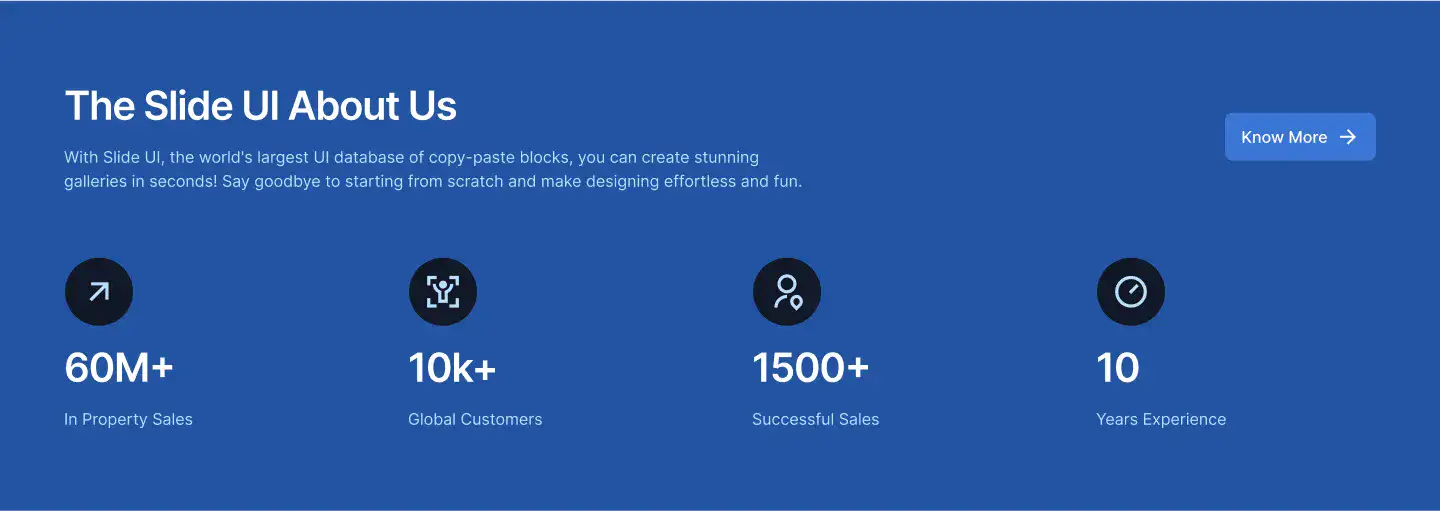 The Slide UI About Us
With Slide UI, the world's largest UI database of copy-paste blocks, you can create stunning
galleries in seconds! Say goodbye to starting from scratch and make designing effortless and fun.
Know More
60M+
In Property Sales
10k+
Global Customers
1500+
Successful Sales
10
Years Experience